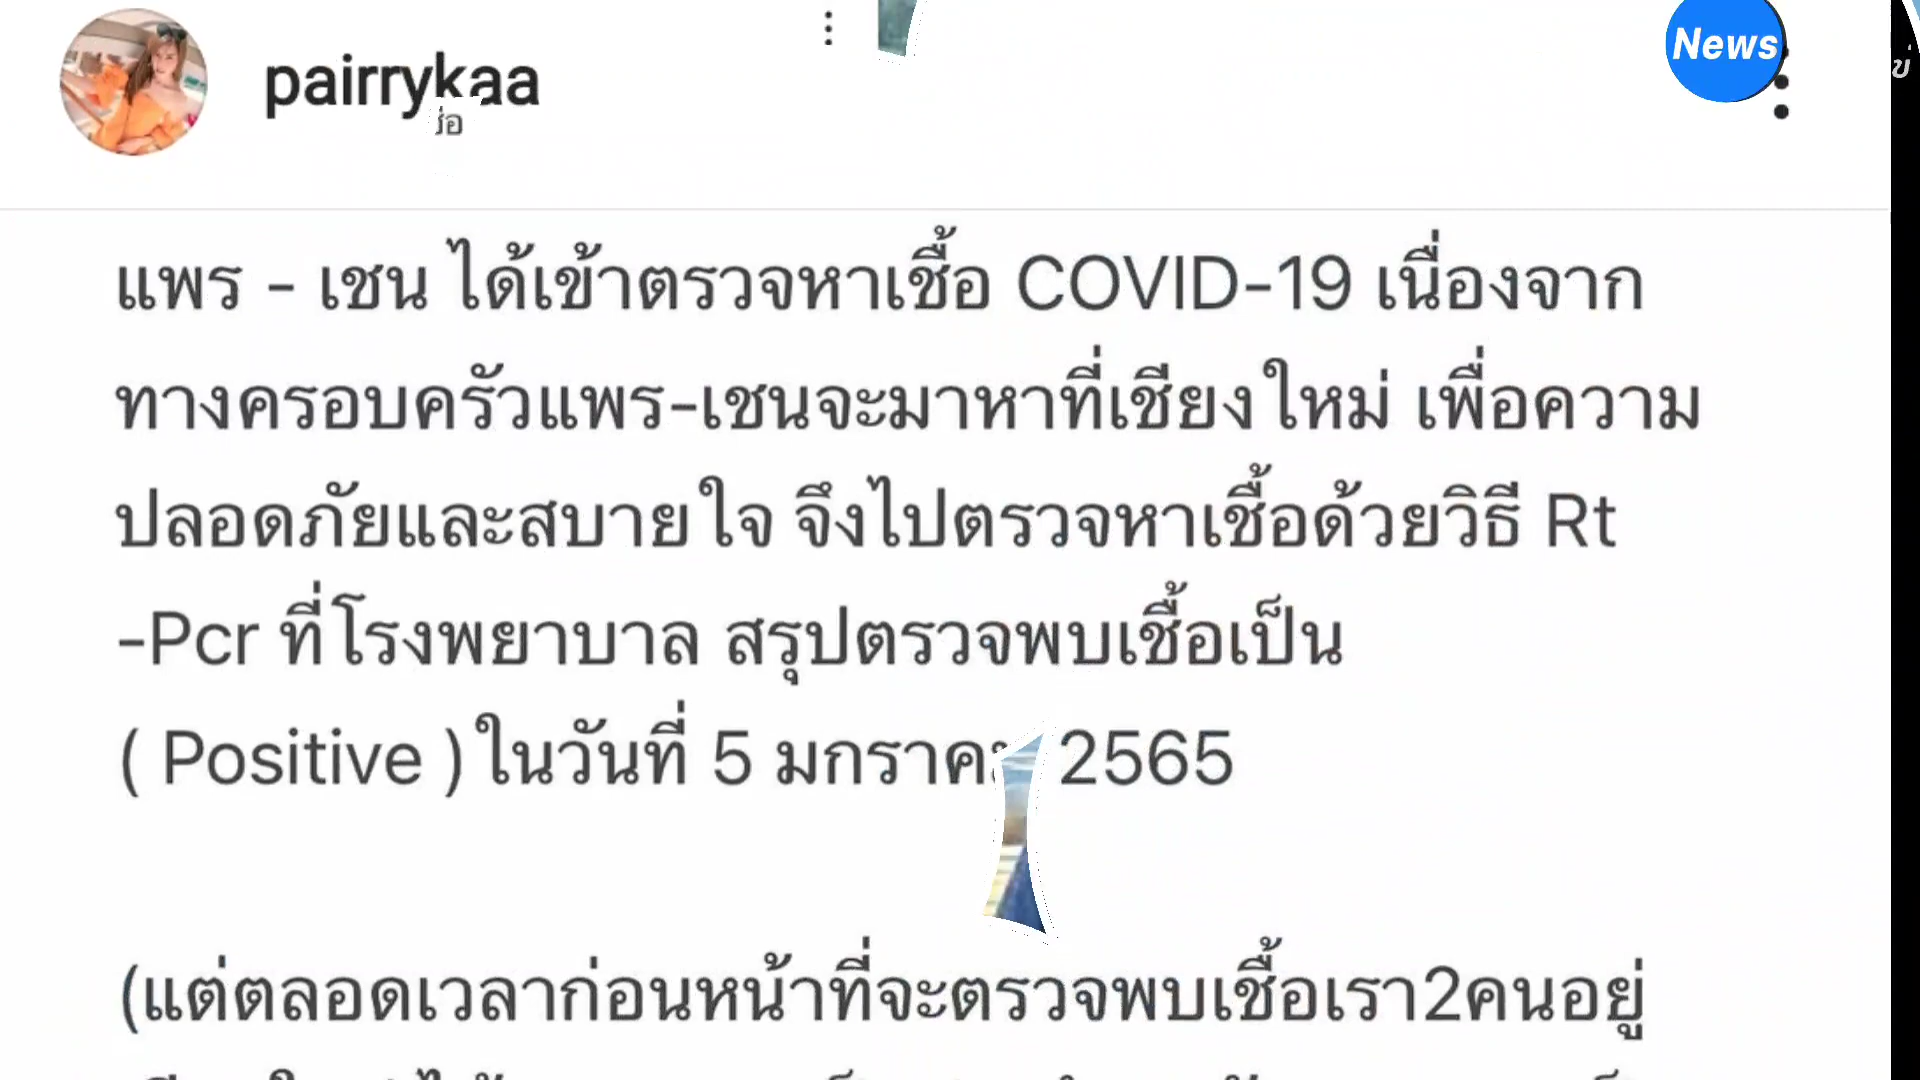 pairrykaa
News
แพร - เชน ได้เข้าตรวจหาเชื้อ COVID-19 เนื่องจาก
ทางครอบครัวแพร-เชนจะมาหาที่เชียงใหม่ เพื่อความ
ปลอดภัยและสบายใจ จึงไปตรวจหาเชื้อด้วยวิธี Rt
-Pcr ที่โรงพยาบาล สรุปตรวจพบเชื้อเป็น
( Positive ) ในวันที่ 5 2565
(แต่ตลอดเวลาก่อนหน้าที่จะตรวจพบเชื้อเรา2คนอยู่